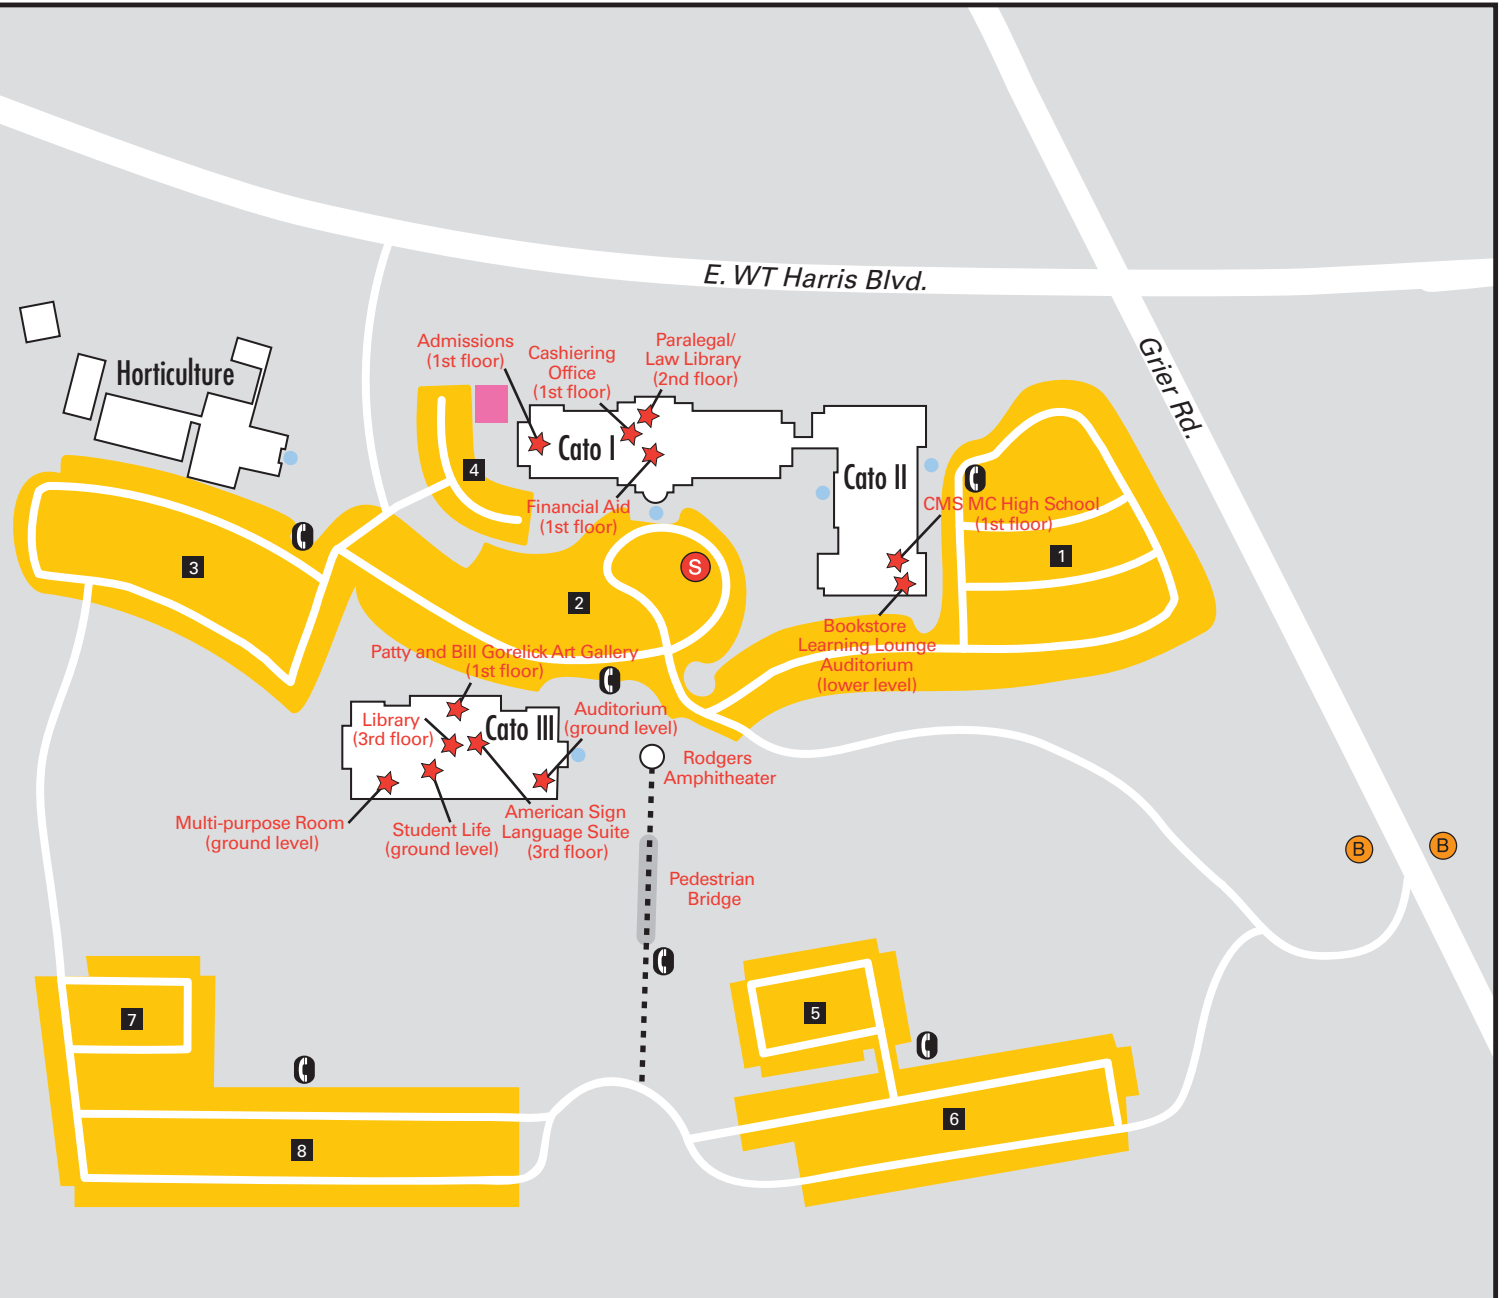 E. WT Harris Blvd.
Grier Rd.
Horticulture
Admissions
(1st floor)
Cashiering
Office
(1st floor)
Paralegal/
Law Library
(2nd floor)
Cato I
Financial Aid
(1st floor)
Cato II
CMS MC High School
(1st floor)
Bookstore
Learning Lounge
Auditorium
(lower level)
4
3
2
S
1
Patty and Bill Gorelick Art Gallery
(1st floor)
Library
(3rd floor)
Cato III
Auditorium
(ground level)
Multi-purpose Room
(ground level)
Student Life
(ground level)
American Sign
Language Suite
(3rd floor)
Rodgers
Amphitheater
Pedestrian
Bridge
B
B
7
8
5
6